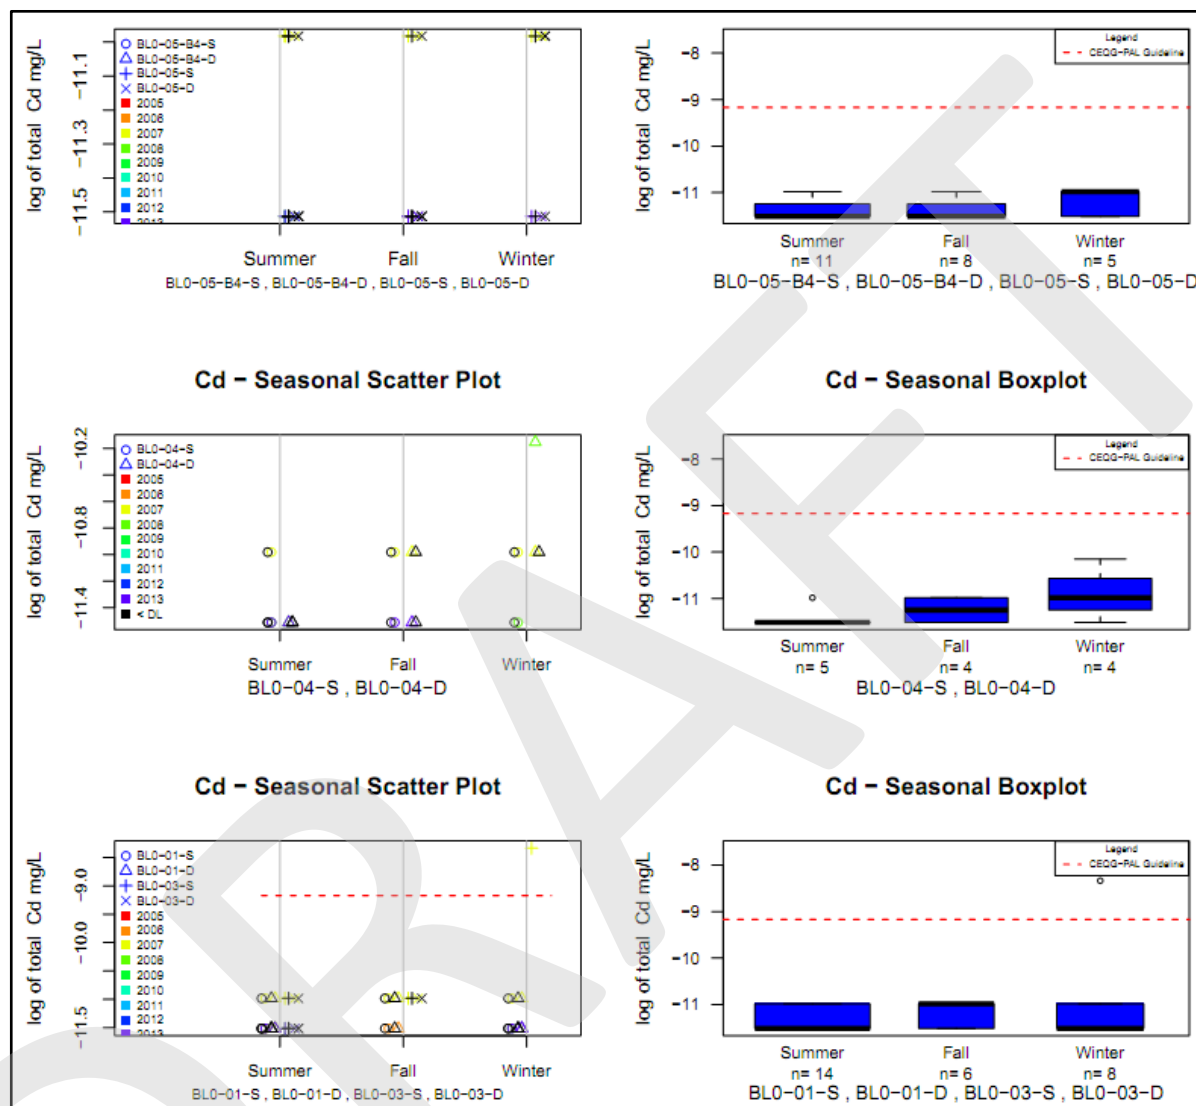 log of total Cd mg/L
−11.1
−11.3
−11.5
BL0-05-B4-S
BL0-05-B4-D
BL0-05-S
BL0-05-D
2005
2006
2007
2008
2009
2010
2011
2012
2013
Summer Fall Winter
BL0-05-B4-S , BL0-05-B4-D , BL0-05-S , BL0-05-D
log of total Cd mg/L
−8
−9
−10
−11
Legend
CEQG-PAL Guideline
Summer Fall Winter
n= 11 n= 8 n= 5
BL0-05-B4-S , BL0-05-B4-D , BL0-05-S , BL0-05-D
Cd − Seasonal Scatter Plot
log of total Cd mg/L
−10.2
−10.8
−11.4
BL0-04-S
BL0-04-D
2005
2006
2007
2008
2009
2010
2011
2012
2013
< DL
Summer Fall Winter
BL0-04-S , BL0-04-D
Cd − Seasonal Boxplot
log of total Cd mg/L
−8
−9
−10
−11
Legend
CEQG-PAL Guideline
Summer Fall Winter
n= 5 n= 4 n= 4
BL0-04-S , BL0-04-D
Cd − Seasonal Scatter Plot
log of total Cd mg/L
−9.0
−10.0
−11.5
BL0-01-S
BL0-01-D
BL0-03-S
BL0-03-D
2005
2006
2007
2008
2009
2010
2011
2012
2013
Summer Fall Winter
BL0-01-S , BL0-01-D , BL0-03-S , BL0-03-D
Cd − Seasonal Boxplot
log of total Cd mg/L
−8
−9
−10
−11
Legend
CEQG-PAL Guideline
Summer Fall Winter
n= 14 n= 6 n= 8
BL0-01-S , BL0-01-D , BL0-03-S , BL0-03-D
DRAFT